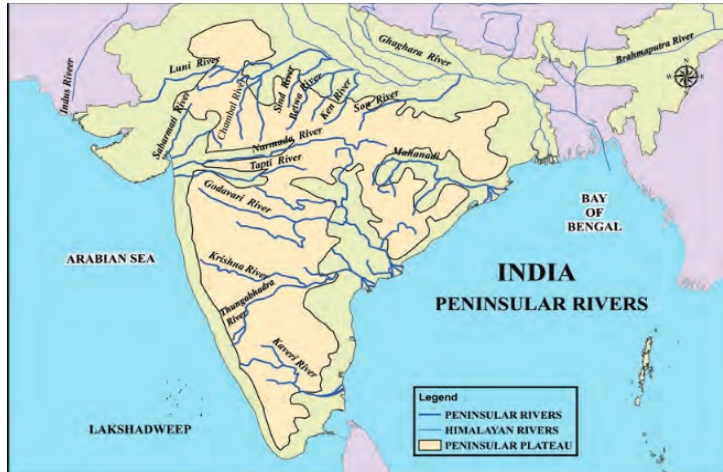 Ghaghara River
Brahmaputra River
Indus Riveer
Luni River
Chambal River
Sind River
Betwa River
Ken River
Son River
Sabarmati River
Narmada River
Tapti River
Mahanadi
Godavari River
BAY
OF
BENGAL
ARABIAN SEA
Krishna River
Thungabhadra
River
INDIA
PENINSULAR RIVERS
Kaveri River
LAKSHADWEEP
Legend
PENINSULAR RIVERS
HIMALAYAN RIVERS
PENINSULAR PLATEAU